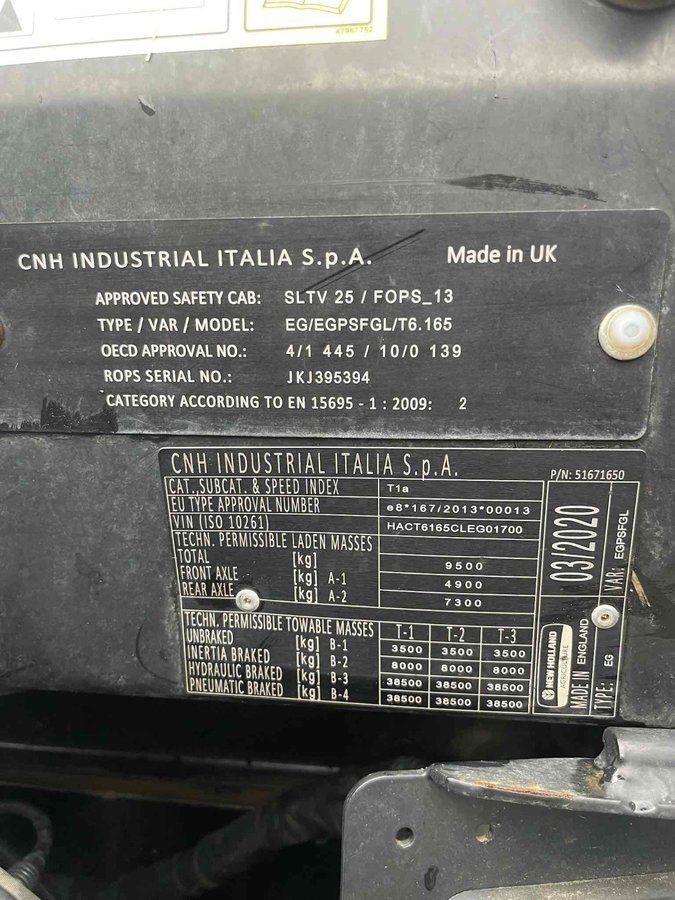 47967752
CNH INDUSTRIAL ITALIA S.p.A. Made in UK
APPROVED SAFETY CAB: SLTV 25 / FOPS_13
TYPE / VAR / MODEL: EG/EGPSFGL/T6.165
OECD APPROVAL NO.: 4/1 445 / 10/0 139
ROPS SERIAL NO.: JKJ395394
CATEGORY ACCORDING TO EN 15695 - 1 : 2009: 2
CNH INDUSTRIAL ITALIA S.p.A. P/N: 51671650
CAT.,SUBCAT. & SPEED INDEX T1a
EU TYPE APPROVAL NUMBER e8*167/2013*00013
VIN (ISO 10261) HACT6165CLEG01700
TECHN. PERMISSIBLE LADEN MASSES
TOTAL [kg] 9500
FRONT AXLE [kg] A-1 4900
REAR AXLE [kg] A-2 7300
TECHN. PERMISSIBLE TOWABLE MASSES T-1 T-2 T-3
UNBRAKED [kg] B-1 3500 3500 3500
INERTIA BRAKED [kg] B-2 8000 8000 8000
HYDRAULIC BRAKED [kg] B-3 38500 38500 38500
PNEUMATIC BRAKED [kg] B-4 38500 38500 38500
03/2020
VAR: EGPSFGL
NEW HOLLAND
AGRICULTURE
MADE IN ENGLAND
TYPE: EG